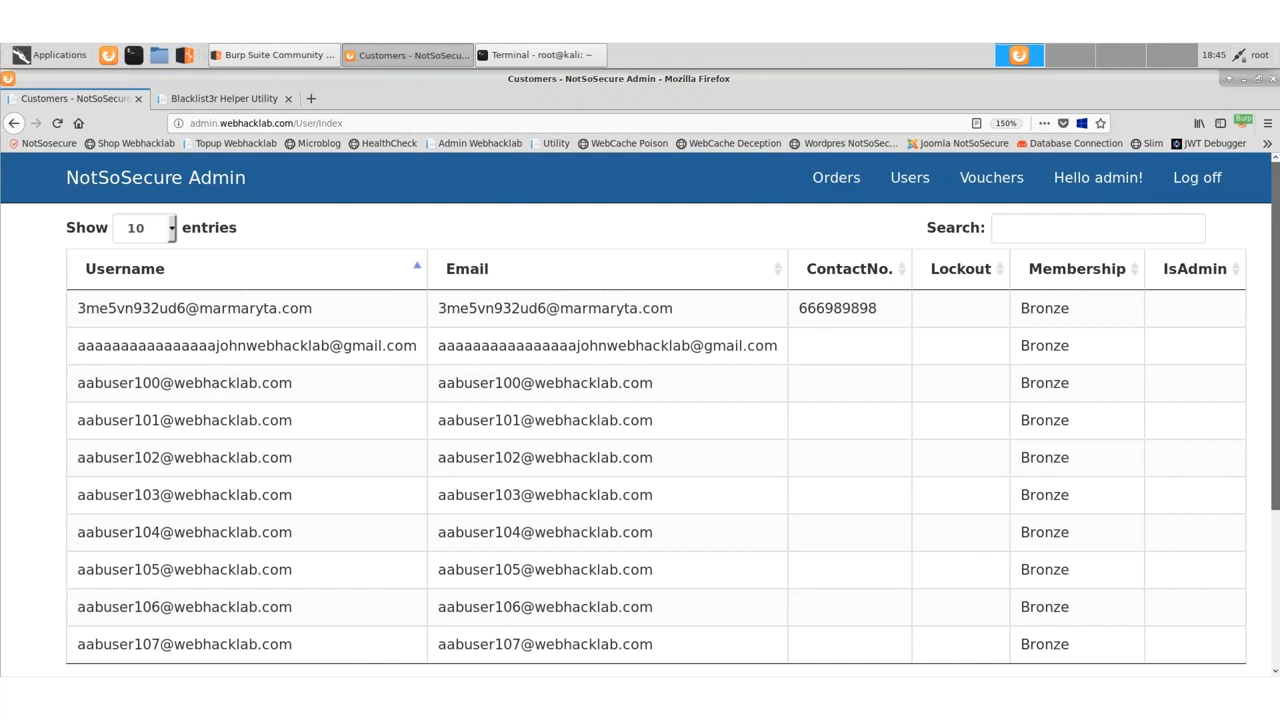 Applications Burp Suite Community ... Customers - NotSoSecu... Terminal - root@kali: ~ 18:45 root
Customers - NotSoSecure Admin - Mozilla Firefox
Customers - NotSoSecure Blacklist3r Helper Utility
admin.webhacklab.com/User/Index 150% Burp
NotSosecure Shop Webhacklab Topup Webhacklab Microblog HealthCheck Admin Webhacklab Utility WebCache Poison WebCache Deception Wordpres NotSoSec... Joomla NotSoSecure Database Connection Slim JWT Debugger
NotSoSecure Admin Orders Users Vouchers Hello admin! Log off
Show 10 entries Search:
Username Email ContactNo. Lockout Membership IsAdmin
3me5vn932ud6@marmaryta.com 3me5vn932ud6@marmaryta.com 666989898 Bronze
aaaaaaaaaaaaaaaajohnwebhacklab@gmail.com aaaaaaaaaaaaaaaajohnwebhacklab@gmail.com Bronze
aabuser100@webhacklab.com aabuser100@webhacklab.com Bronze
aabuser101@webhacklab.com aabuser101@webhacklab.com Bronze
aabuser102@webhacklab.com aabuser102@webhacklab.com Bronze
aabuser103@webhacklab.com aabuser103@webhacklab.com Bronze
aabuser104@webhacklab.com aabuser104@webhacklab.com Bronze
aabuser105@webhacklab.com aabuser105@webhacklab.com Bronze
aabuser106@webhacklab.com aabuser106@webhacklab.com Bronze
aabuser107@webhacklab.com aabuser107@webhacklab.com Bronze